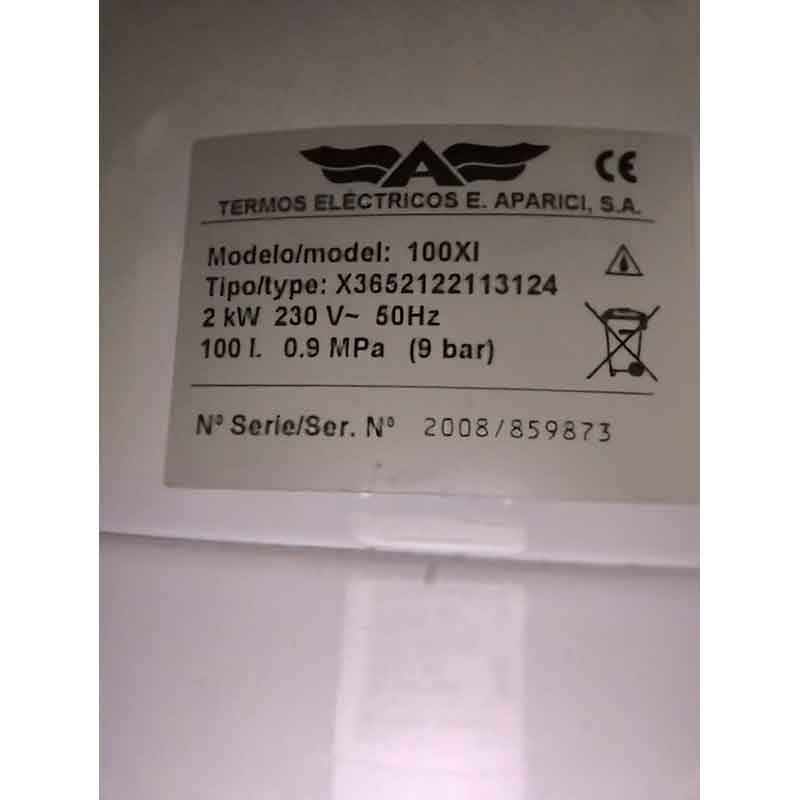 A
CE
TERMOS ELÉCTRICOS E. APARICI, S.A.
Modelo/model: 100XI
Tipo/type: X3652122113124
2 kW 230 V~ 50Hz
100 l. 0.9 MPa (9 bar)
Nº Serie/Ser. Nº 2008/859873